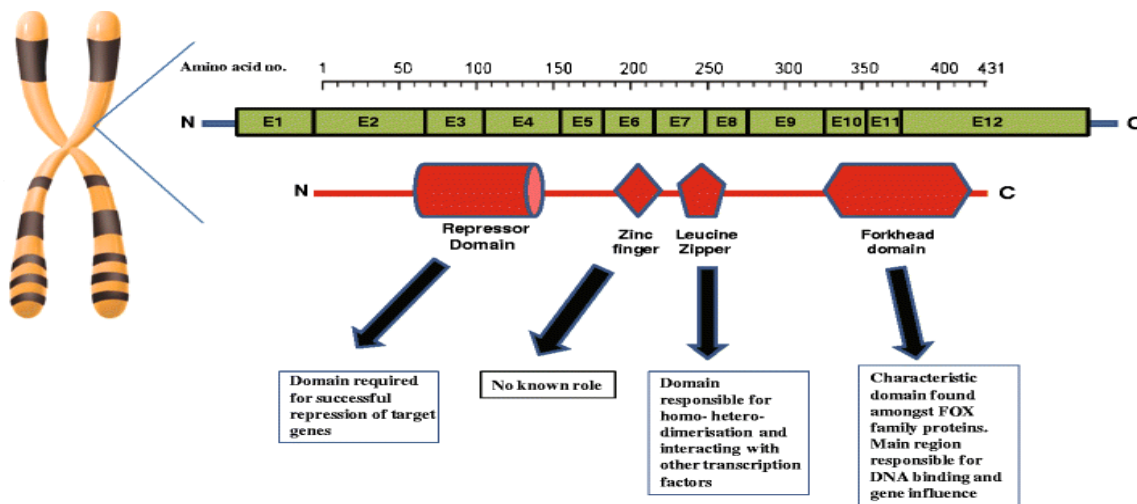 Amino acid no. 1 50 100 150 200 250 300 350 400 431
N E1 E2 E3 E4 E5 E6 E7 E8 E9 E10 E11 E12 C
N C
Repressor Domain
Zinc finger
Leucine Zipper
Forkhead domain
Domain required
for successful
repression of target
genes
No known role
Domain
responsible for
homo- hetero-
dimerisation and
interacting with
other transcription
factors
Characteristic
domain found
amongst FOX
family proteins.
Main region
responsible for
DNA binding and
gene influence